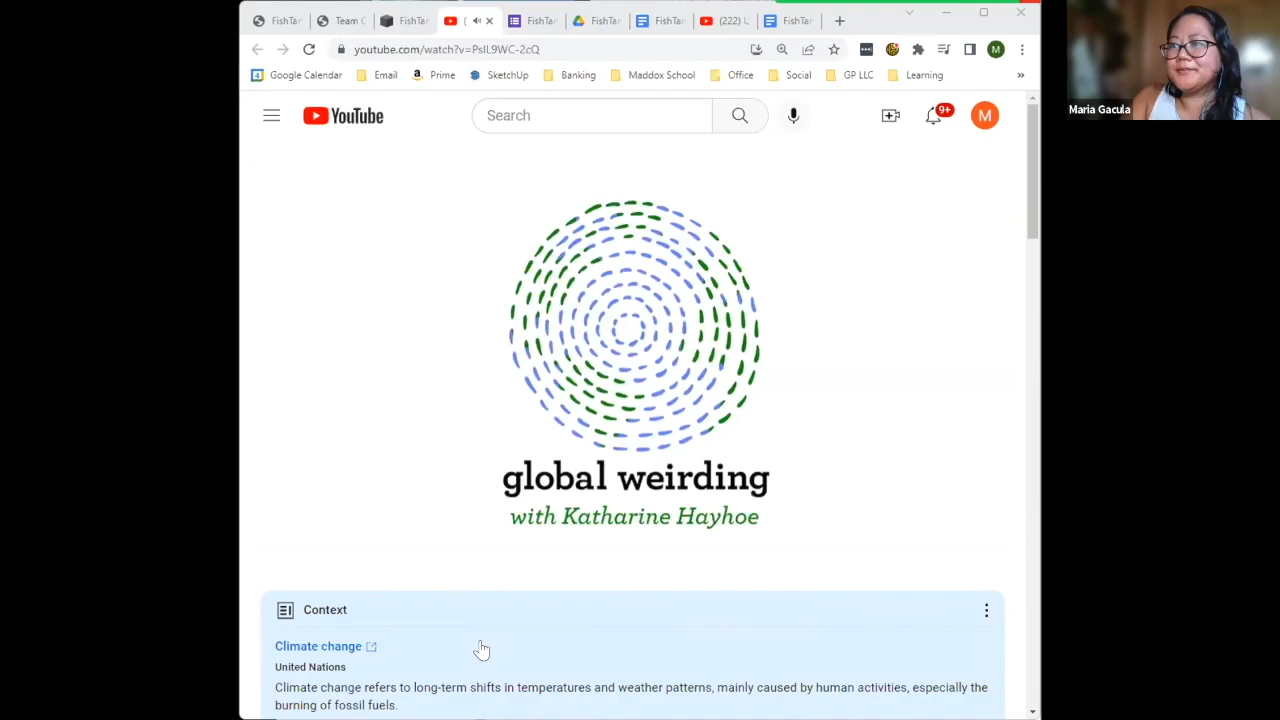 FishTar
Team C
FishTar
(
FishTar
FishTar
FishTar
(222) U
FishTar
youtube.com/watch?v=PsIL9WC-2cQ
M
Google Calendar
Email
Prime
SketchUp
Banking
Maddox School
Office
Social
GP LLC
Learning
»
YouTube
Search
9+
M
Maria Gacula
global weirding
with Katharine Hayhoe
Context
Climate change
United Nations
Climate change refers to long-term shifts in temperatures and weather patterns, mainly caused by human activities, especially the
burning of fossil fuels.